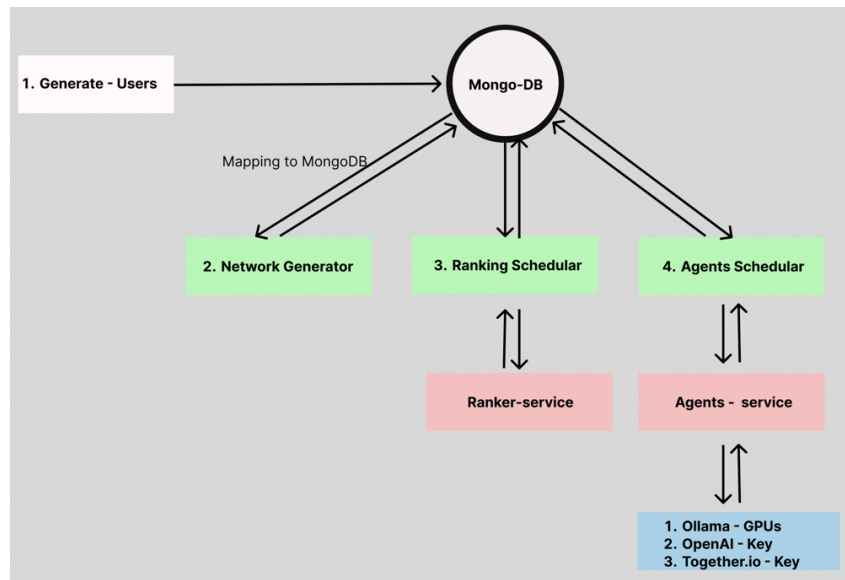 1. Generate - Users
Mongo-DB
Mapping to MongoDB
2. Network Generator
3. Ranking Schedular
4. Agents Schedular
Ranker-service
Agents - service
1. Ollama - GPUs
2. OpenAI - Key
3. Together.io - Key